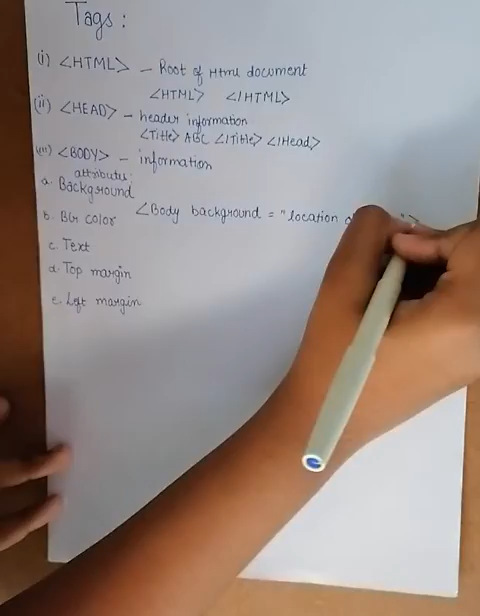 Tags :
(i) <HTML> - Root of Html document
<HTML> </HTML>
(ii) <HEAD> - header information
<Title> ABC </Title> </Head>
(iii) <BODY> - information
attributes:
a. Background
<Body background = "location
b. BG color
c. Text
d. Top margin
e. Left margin